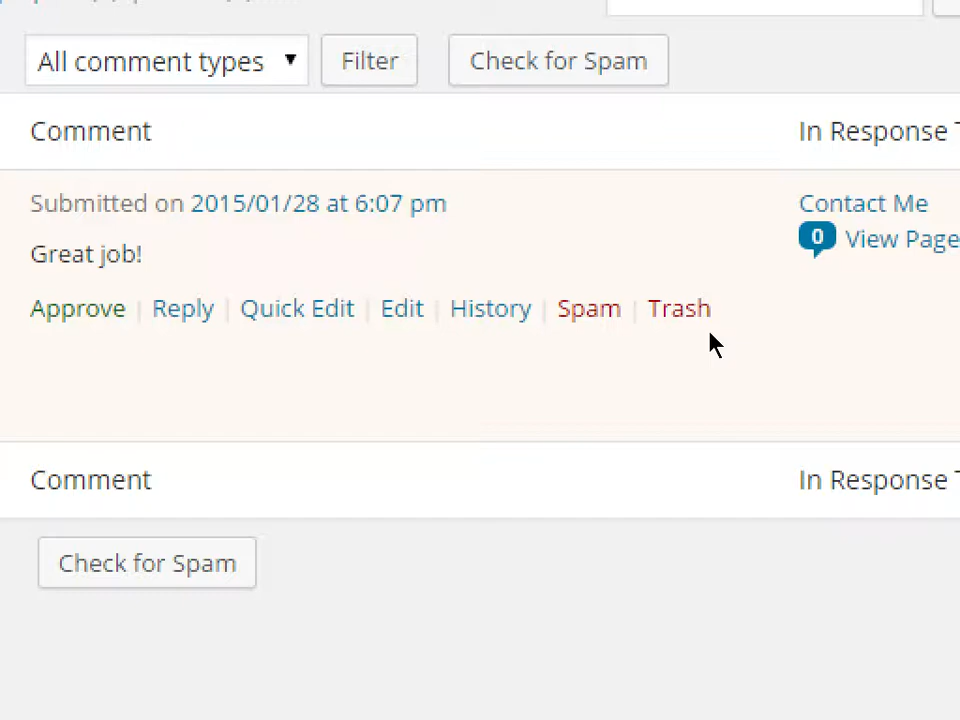 All comment types Filter Check for Spam
Comment In Response
Submitted on 2015/01/28 at 6:07 pm Contact Me
0 View Page
Great job!
Approve | Reply | Quick Edit | Edit | History | Spam | Trash
Comment In Response
Check for Spam